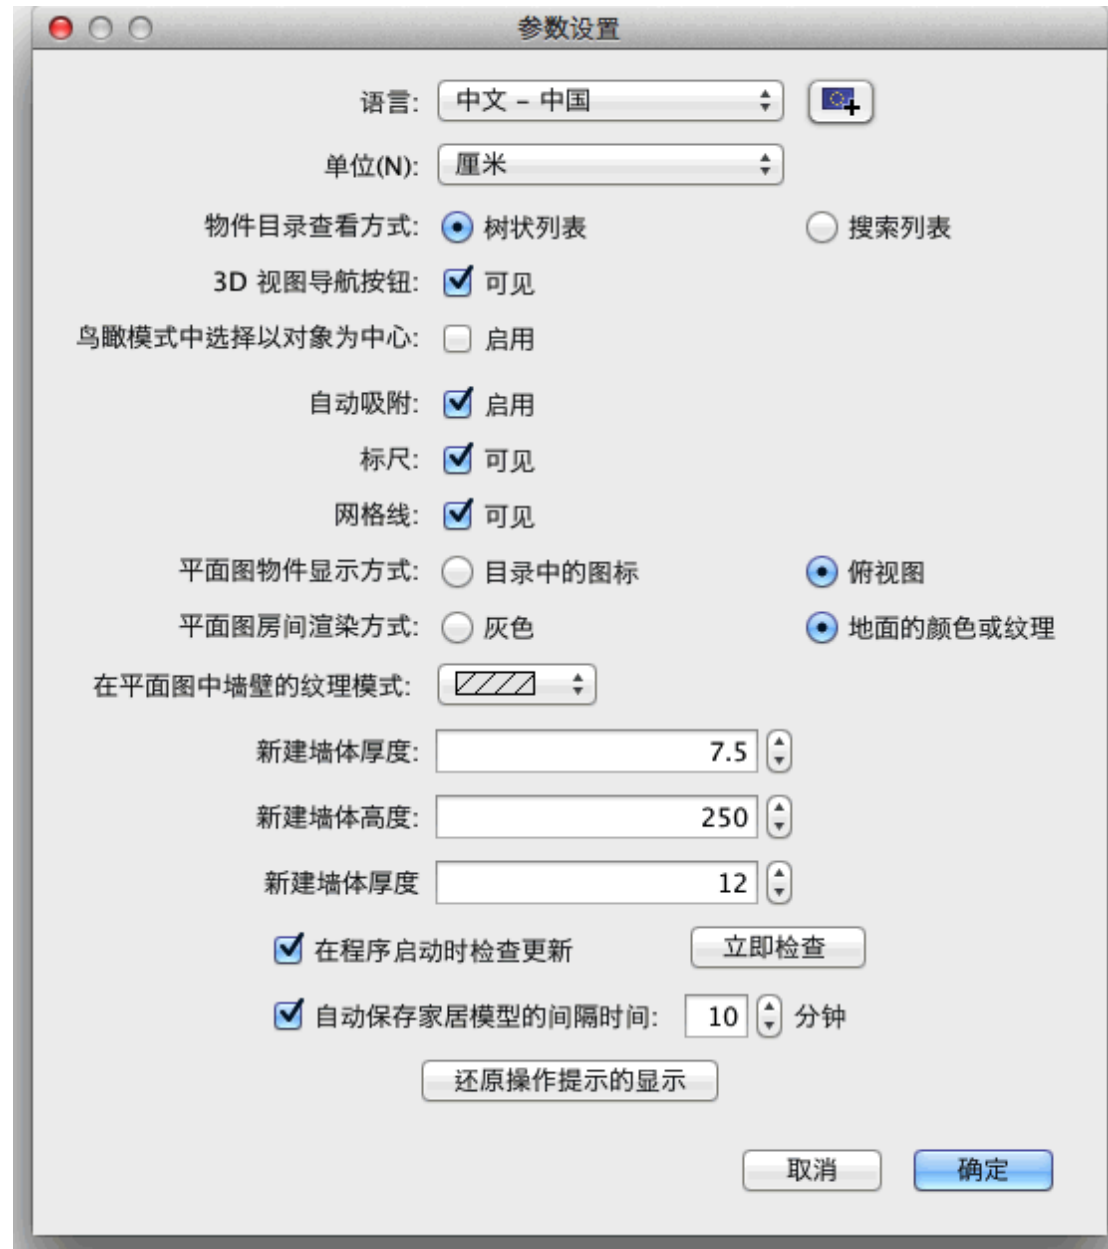 参数设置
语言: 中文 – 中国
单位(N): 厘米
物件目录查看方式: 树状列表 搜索列表
3D 视图导航按钮: 可见
鸟瞰模式中选择以对象为中心: 启用
自动吸附: 启用
标尺: 可见
网格线: 可见
平面图物件显示方式: 目录中的图标 俯视图
平面图房间渲染方式: 灰色 地面的颜色或纹理
在平面图中墙壁的纹理模式:
新建墙体厚度: 7.5
新建墙体高度: 250
新建墙体厚度 12
在程序启动时检查更新 立即检查
自动保存家居模型的间隔时间: 10 分钟
还原操作提示的显示
取消 确定